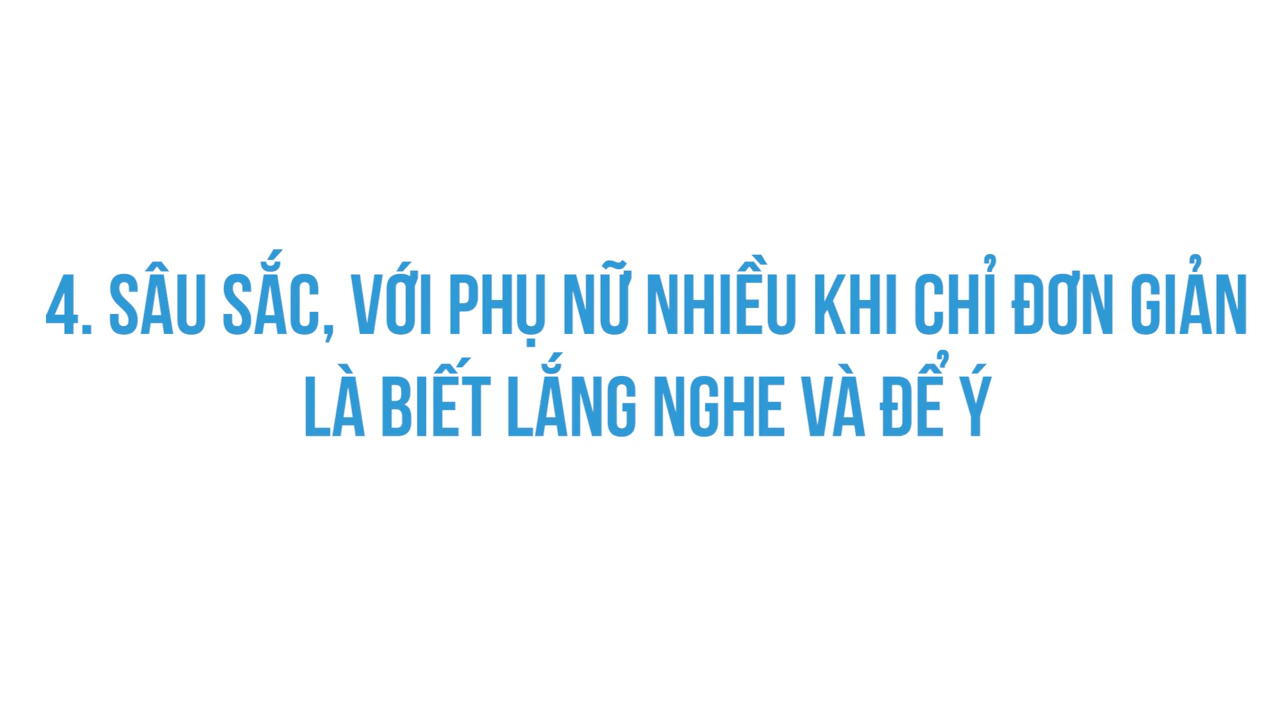 4. SÂU SẮC, VỚI PHỤ NỮ NHIỀU KHI CHỈ ĐƠN GIẢN
LÀ BIẾT LẮNG NGHE VÀ ĐỂ Ý